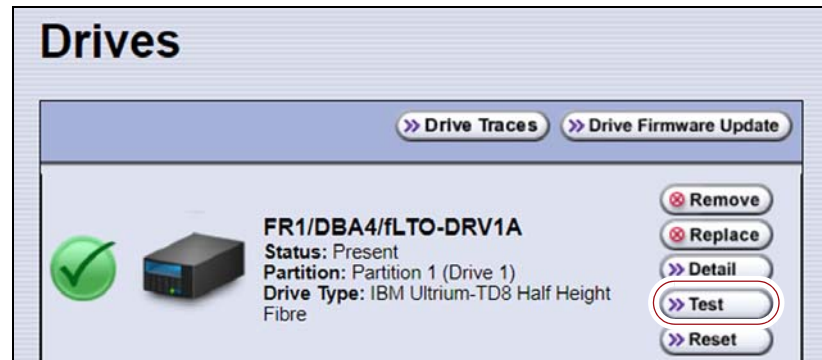 Drives
Drive Traces
Drive Firmware Update
Remove
FR1/DBA4/fLTO-DRV1A
Replace
Status: Present
Partition: Partition 1 (Drive 1)
Detail
Drive Type: IBM Ultrium-TD8 Half Height
Fibre
Test
Reset